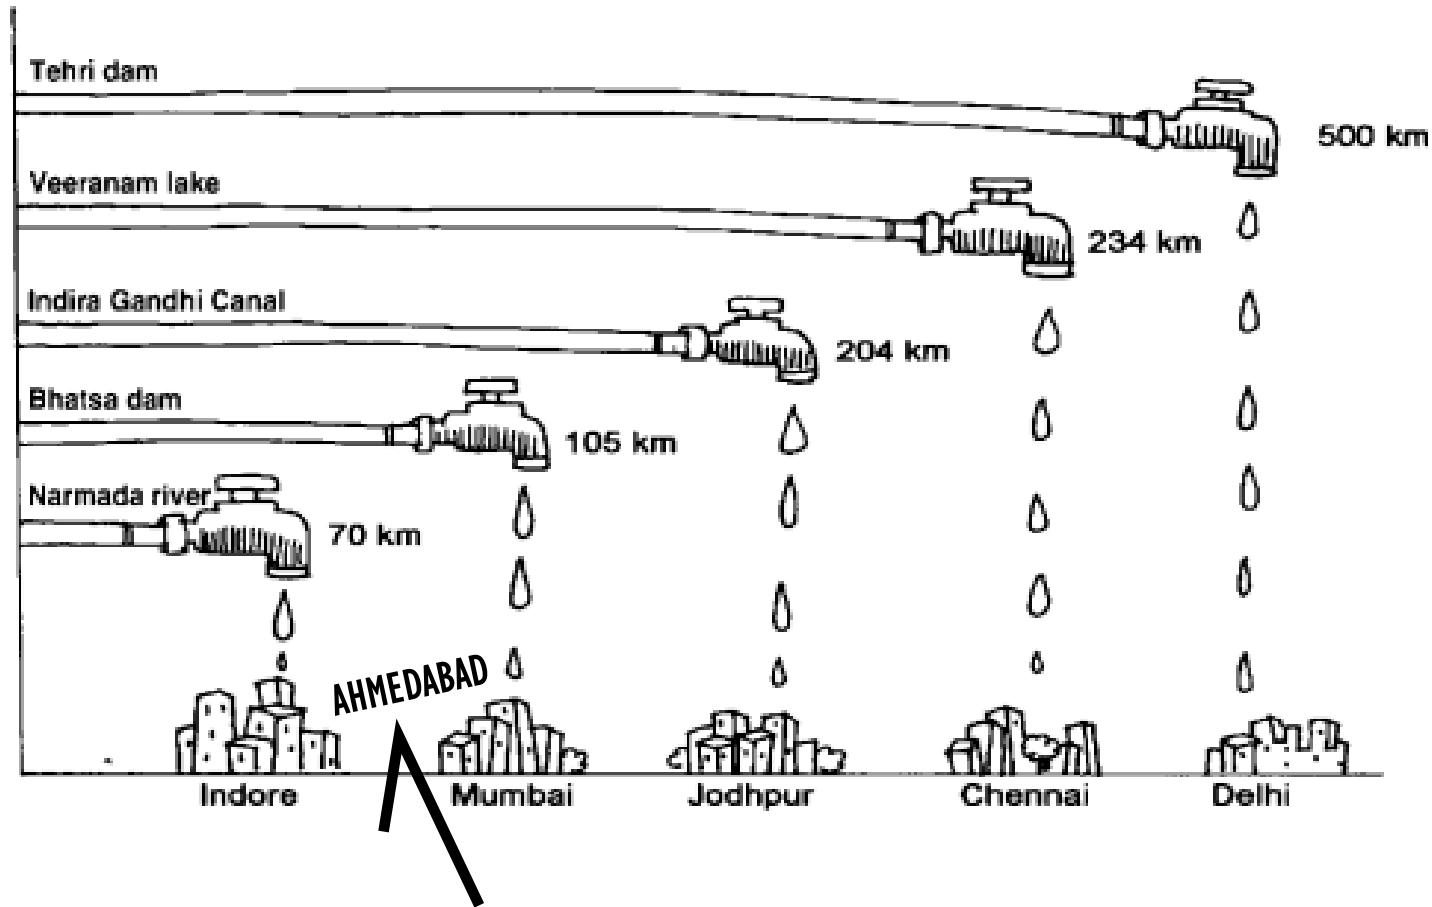 Tehri dam
500 km
Veeranam lake
234 km
Indira Gandhi Canal
204 km
Bhatsa dam
105 km
Narmada river
70 km
AHMEDABAD
Indore
Mumbai
Jodhpur
Chennai
Delhi